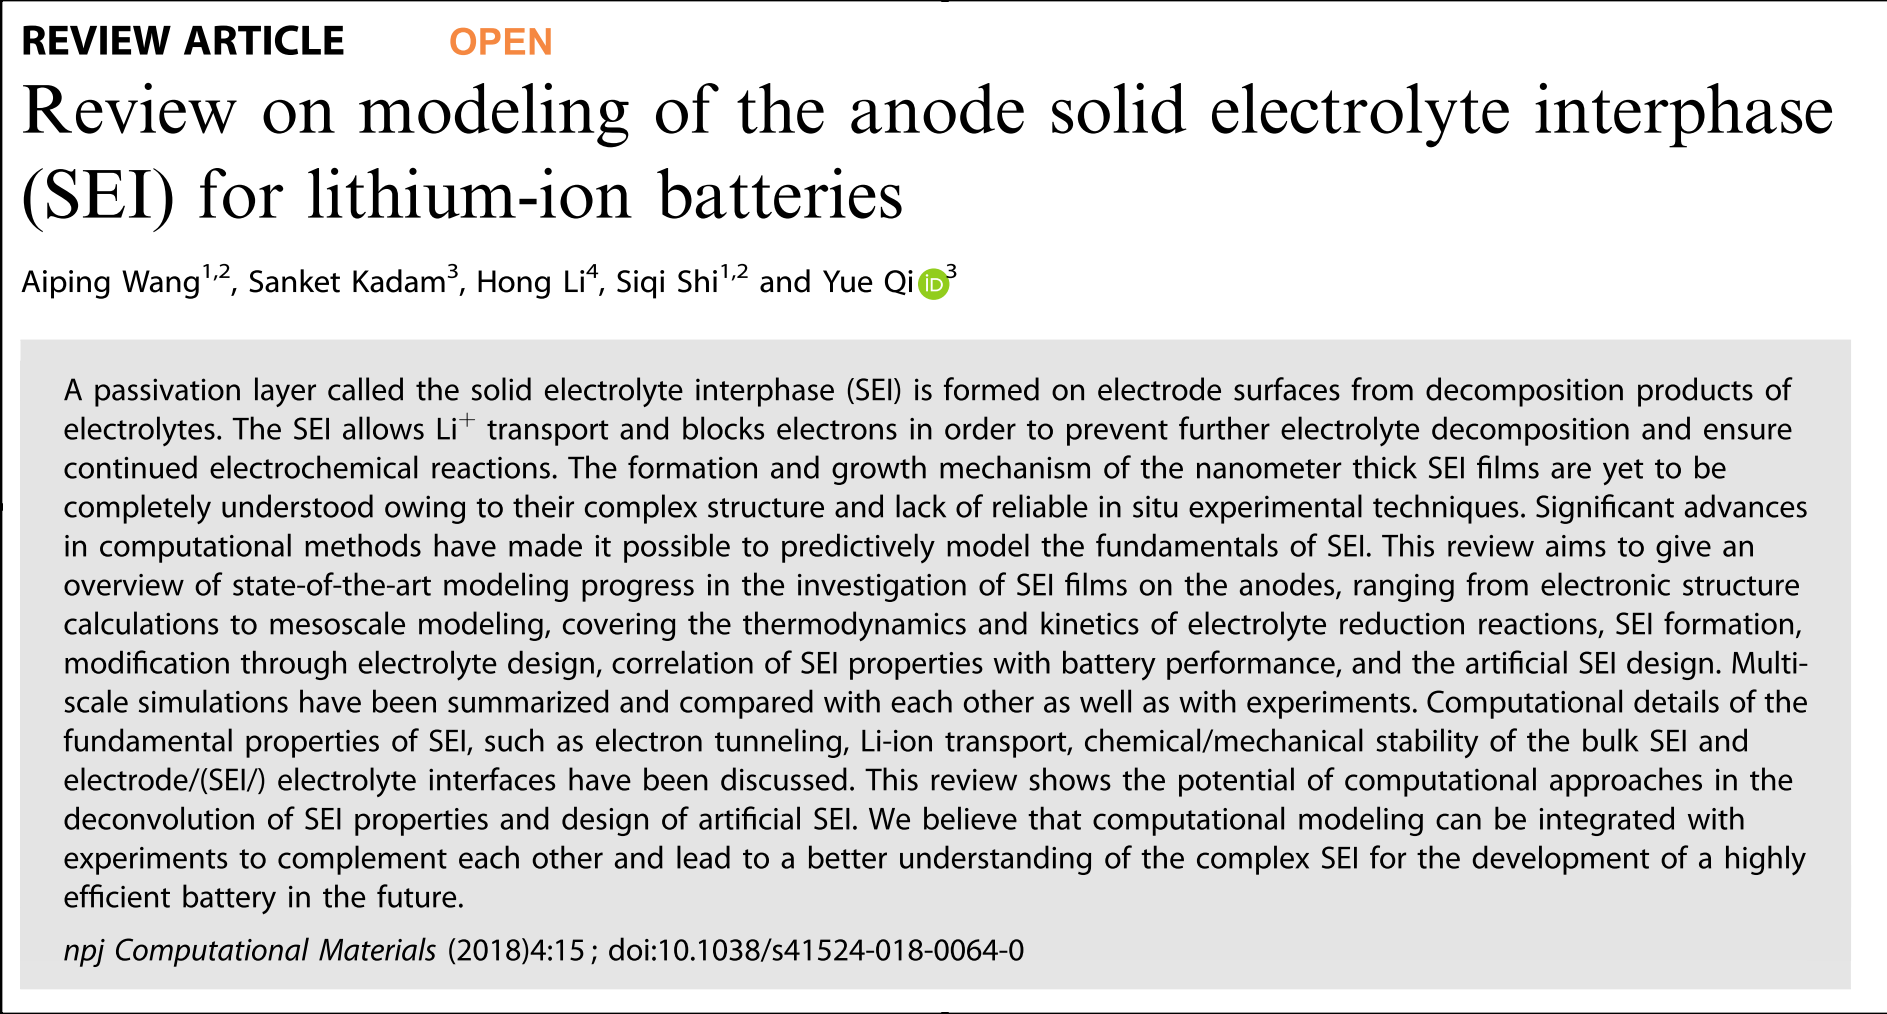 REVIEW ARTICLE OPEN
Review on modeling of the anode solid electrolyte interphase
(SEI) for lithium-ion batteries
Aiping Wang1,2, Sanket Kadam3, Hong Li4, Siqi Shi1,2 and Yue Qi iD 3
A passivation layer called the solid electrolyte interphase (SEI) is formed on electrode surfaces from decomposition products of
electrolytes. The SEI allows Li+ transport and blocks electrons in order to prevent further electrolyte decomposition and ensure
continued electrochemical reactions. The formation and growth mechanism of the nanometer thick SEI films are yet to be
completely understood owing to their complex structure and lack of reliable in situ experimental techniques. Significant advances
in computational methods have made it possible to predictively model the fundamentals of SEI. This review aims to give an
overview of state-of-the-art modeling progress in the investigation of SEI films on the anodes, ranging from electronic structure
calculations to mesoscale modeling, covering the thermodynamics and kinetics of electrolyte reduction reactions, SEI formation,
modification through electrolyte design, correlation of SEI properties with battery performance, and the artificial SEI design. Multi-
scale simulations have been summarized and compared with each other as well as with experiments. Computational details of the
fundamental properties of SEI, such as electron tunneling, Li-ion transport, chemical/mechanical stability of the bulk SEI and
electrode/(SEI/) electrolyte interfaces have been discussed. This review shows the potential of computational approaches in the
deconvolution of SEI properties and design of artificial SEI. We believe that computational modeling can be integrated with
experiments to complement each other and lead to a better understanding of the complex SEI for the development of a highly
efficient battery in the future.
npj Computational Materials (2018)4:15 ; doi:10.1038/s41524-018-0064-0